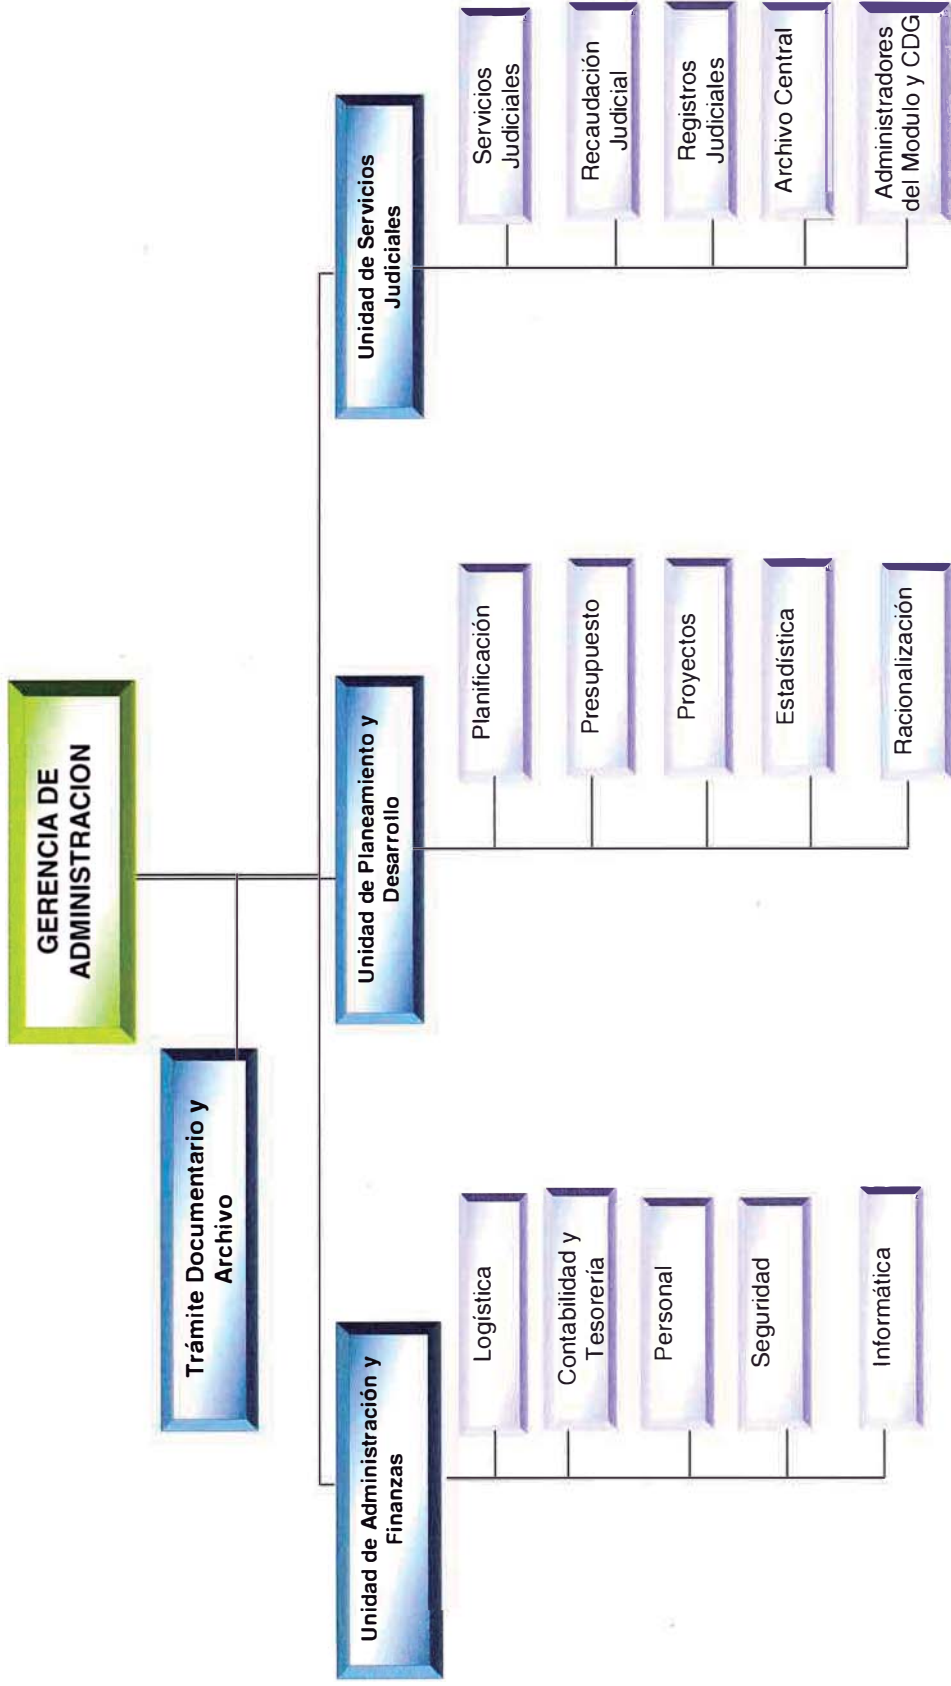 GERENCIA DE
ADMINISTRACION
Trámite Documentario y
Archivo
Unidad de Administración y
Finanzas
Logística
Contabilidad y
Tesorería
Personal
Seguridad
Informática
Unidad de Planeamiento y
Desarrollo
Planificación
Presupuesto
Proyectos
Estadística
Racionalización
Unidad de Servicios
Judiciales
Servicios
Judiciales
Recaudación
Judicial
Registros
Judiciales
Archivo Central
Administradores
del Modulo y CDG